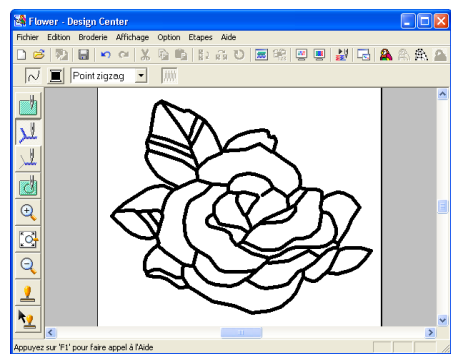 Flower - Design Center
Fichier Edition Broderie Affichage Option Etapes Aide
Point zigzag
Appuyez sur 'F1' pour faire appel à l'Aide